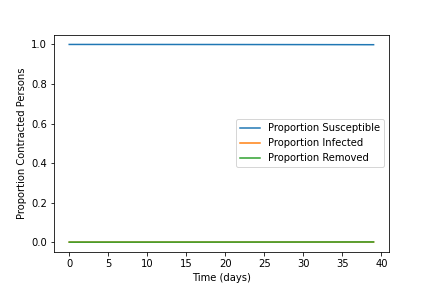 1.0
0.8
0.6
0.4
0.2
0.0
Proportion Contracted Persons
Proportion Susceptible
Proportion Infected
Proportion Removed
0 5 10 15 20 25 30 35 40
Time (days)